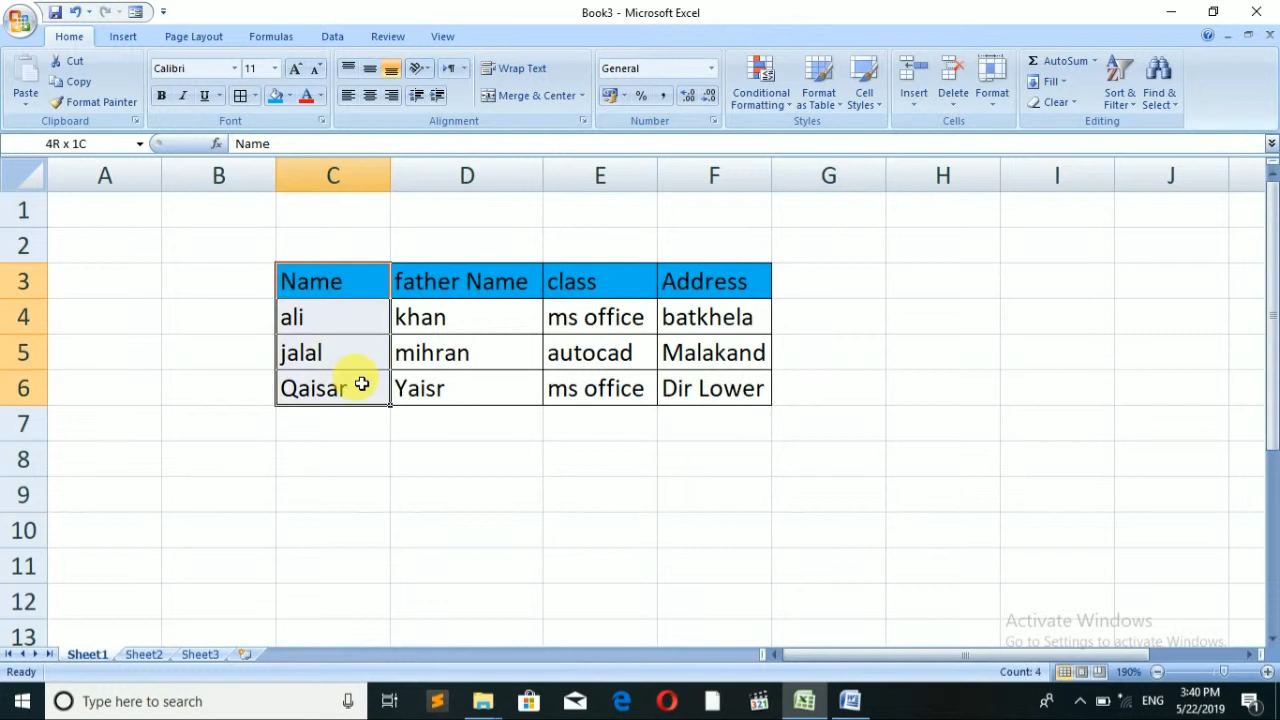 Book3 - Microsoft Excel
Home Insert Page Layout Formulas Data Review View
Paste
Cut
Copy
Format Painter
Clipboard
Calibri 11
B I U
Font
Wrap Text
Merge & Center
Alignment
General
% ,
Number
Conditional Formatting
Format as Table
Cell Styles
Styles
Insert Delete Format
Cells
Σ AutoSum
Fill
Clear
Sort & Filter
Find & Select
Editing
4R x 1C fx Name
A B C D E F G H I J
1
2
3 Name father Name class Address
4 ali khan ms office batkhela
5 jalal mihran autocad Malakand
6 Qaisar Yaisr ms office Dir Lower
7
8
9
10
11
12
13
Activate Windows
Go to Settings to activate Windows.
Sheet1 Sheet2 Sheet3
Ready Count: 4 190%
Type here to search
321
ENG
3:40 PM
5/22/2019
1